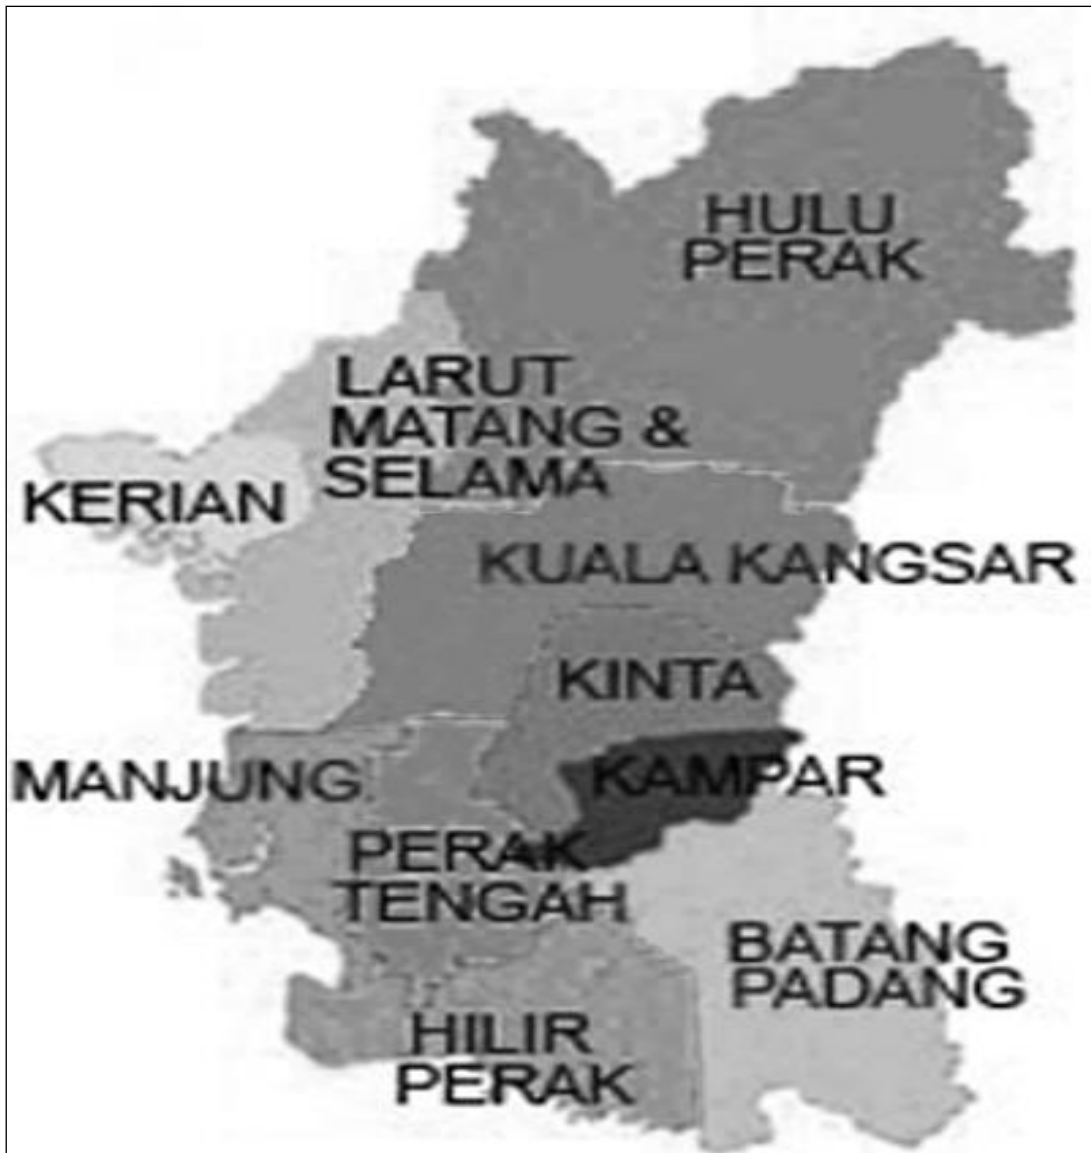 HULU
PERAK
LARUT
MATANG &
SELAMA
KERIAN
KUALA KANGSAR
KINTA
MANJUNG
KAMPAR
PERAK
TENGAH
BATANG
PADANG
HILIR
PERAK